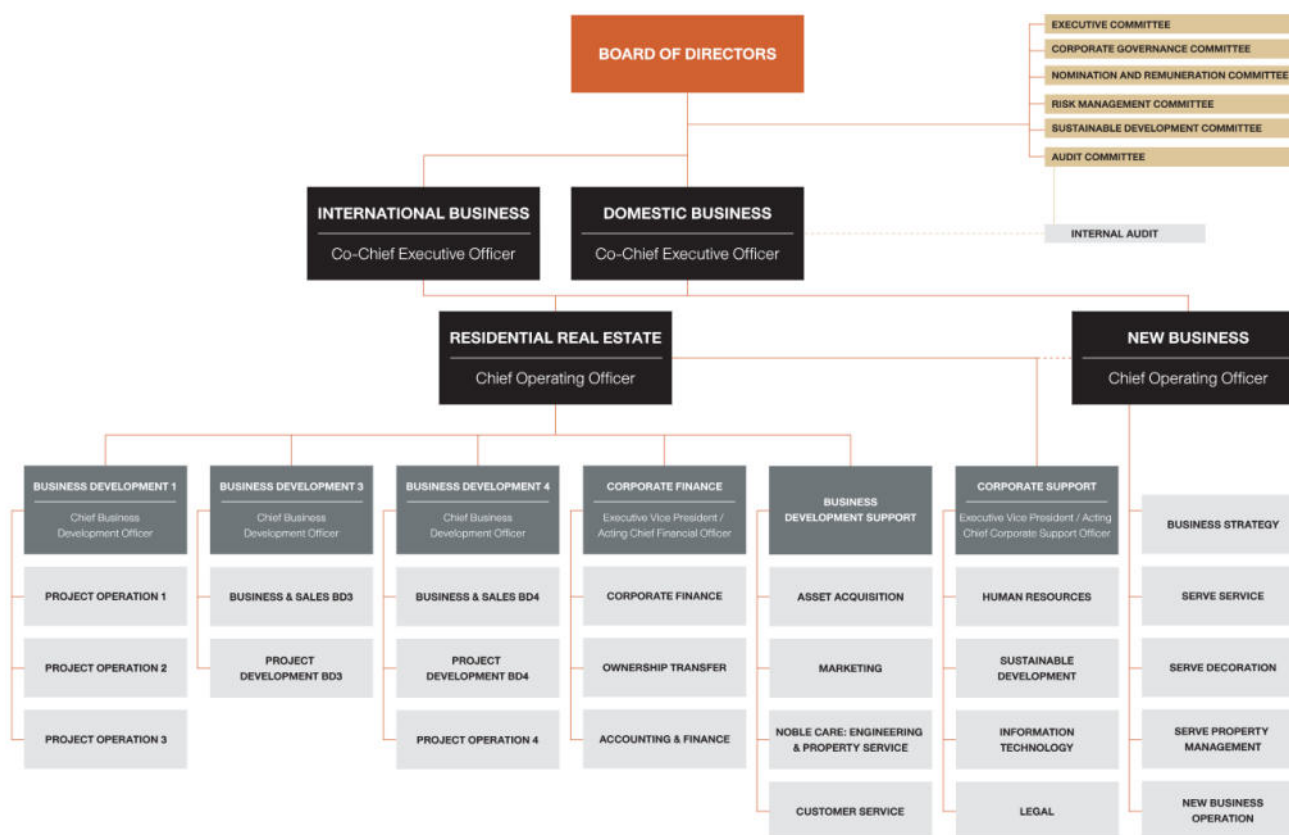 BOARD OF DIRECTORS
EXECUTIVE COMMITTEE
CORPORATE GOVERNANCE COMMITTEE
NOMINATION AND REMUNERATION COMMITTEE
RISK MANAGEMENT COMMITTEE
SUSTAINABLE DEVELOPMENT COMMITTEE
AUDIT COMMITTEE
INTERNAL AUDIT
INTERNATIONAL BUSINESS
Co-Chief Executive Officer
DOMESTIC BUSINESS
Co-Chief Executive Officer
RESIDENTIAL REAL ESTATE
Chief Operating Officer
NEW BUSINESS
Chief Operating Officer
BUSINESS DEVELOPMENT 1
Chief Business
Development Officer
PROJECT OPERATION 1
PROJECT OPERATION 2
PROJECT OPERATION 3
BUSINESS DEVELOPMENT 3
Chief Business
Development Officer
BUSINESS & SALES BD3
PROJECT
DEVELOPMENT BD3
BUSINESS DEVELOPMENT 4
Chief Business
Development Officer
BUSINESS & SALES BD4
PROJECT
DEVELOPMENT BD4
PROJECT OPERATION 4
CORPORATE FINANCE
Executive Vice President /
Acting Chief Financial Officer
CORPORATE FINANCE
OWNERSHIP TRANSFER
ACCOUNTING & FINANCE
BUSINESS
DEVELOPMENT SUPPORT
ASSET ACQUISITION
MARKETING
NOBLE CARE: ENGINEERING
& PROPERTY SERVICE
CUSTOMER SERVICE
CORPORATE SUPPORT
Executive Vice President / Acting
Chief Corporate Support Officer
HUMAN RESOURCES
SUSTAINABLE
DEVELOPMENT
INFORMATION
TECHNOLOGY
LEGAL
BUSINESS STRATEGY
SERVE SERVICE
SERVE DECORATION
SERVE PROPERTY
MANAGEMENT
NEW BUSINESS
OPERATION